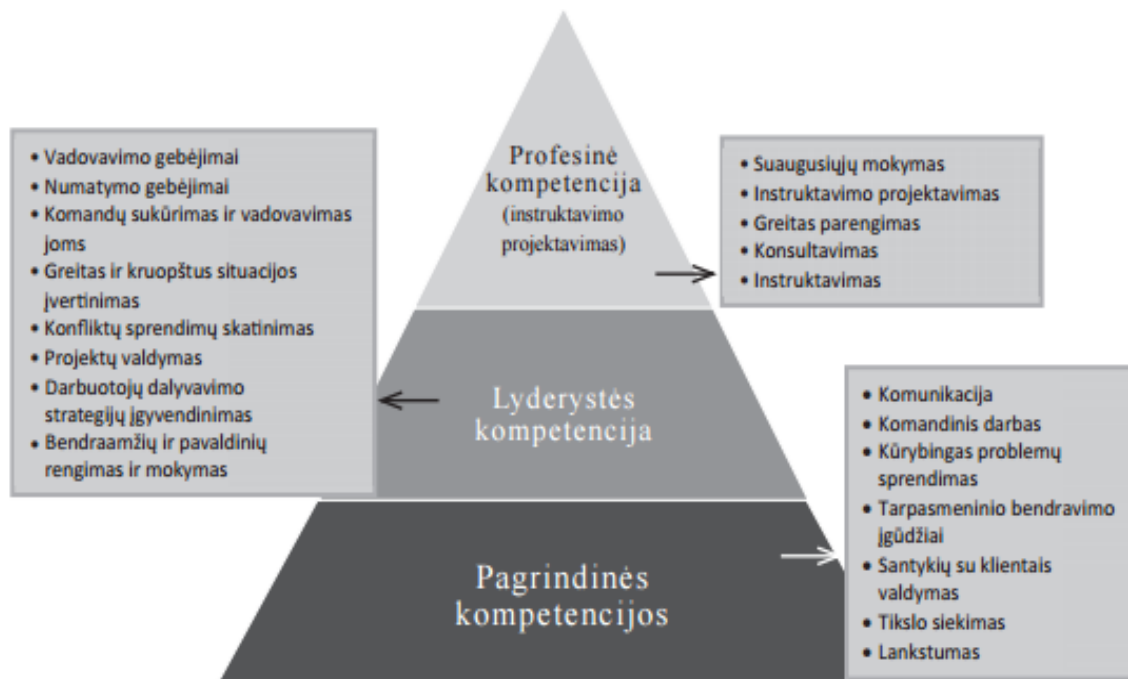 Profesinė
kompetencija
(instruktavimo
projektavimas)
• Vadovavimo gebėjimai
• Numatymo gebėjimai
• Komandų sukūrimas ir vadovavimas
joms
• Greitas ir kruopštus situacijos
įvertinimas
• Konfliktų sprendimų skatinimas
• Projektų valdymas
• Darbuotojų dalyvavimo
strategijų įgyvendinimas
• Bendraamžių ir pavaldinių
rengimas ir mokymas
• Suaugusiųjų mokymas
• Instruktavimo projektavimas
• Greitas parengimas
• Konsultavimas
• Instruktavimas
Lyderystės
kompetencija
• Komunikacija
• Komandinis darbas
• Kūrybingas problemų
sprendimas
• Tarpasmeninio bendravimo
įgūdžiai
• Santykių su klientais
valdymas
• Tikslo siekimas
• Lankstumas
Pagrindinės
kompetencijos